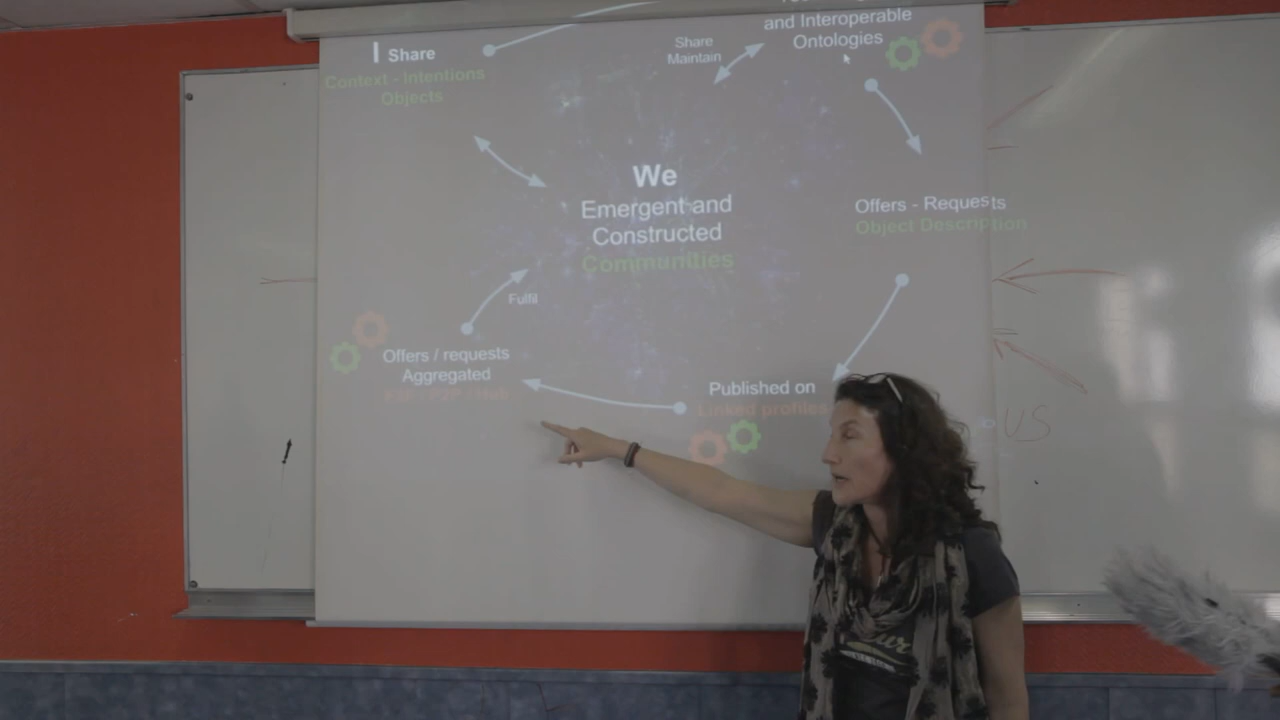 I Share
Context - Intentions
Objects
Share
Maintain
and Interoperable
Ontologies
We
Emergent and
Constructed
Communities
Offers - Requests
Object Description
Fulfil
Offers / requests
Aggregated
Published on
Linked profiles
US